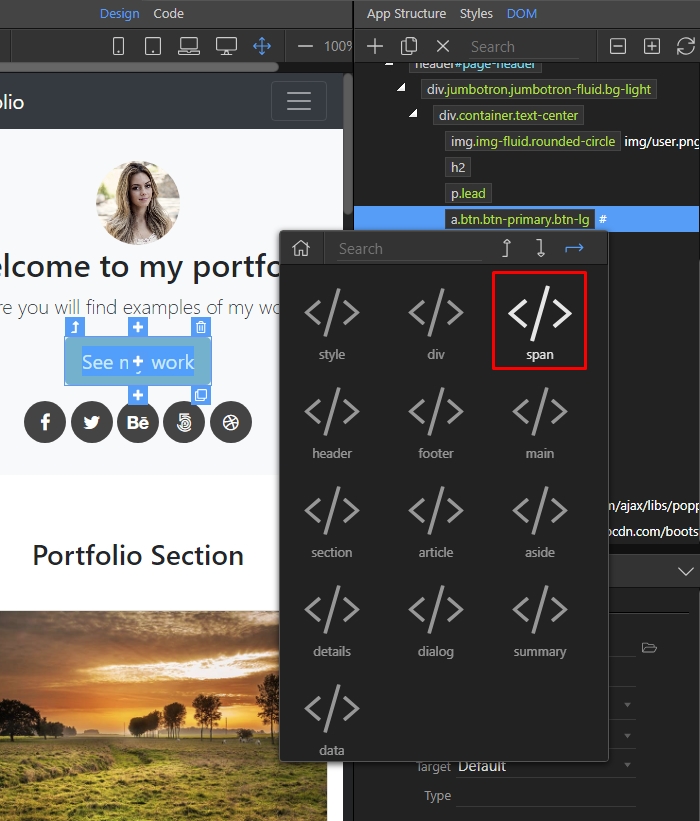 Design Code
App Structure Styles DOM
100%
Search
header#page-header
div.jumbotron.jumbotron-fluid.bg-light
div.container.text-center
img.img-fluid.rounded-circle img/user.png
h2
p.lead
a.btn.btn-primary.btn-lg #
olio
elcome to my portfo
re you will find examples of my wo
See my work
Bē
Portfolio Section
Search
style div span
header footer main
section article aside
details dialog summary
data
m/ajax/libs/popp
ocdn.com/boots
Target Default
Type